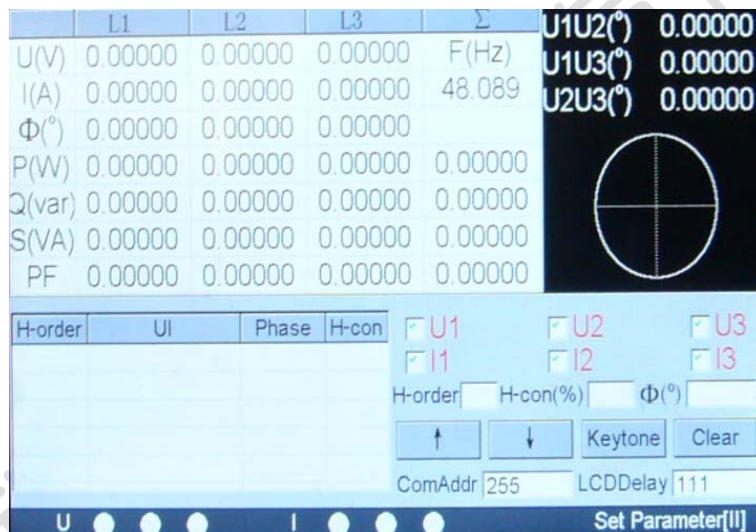 L1 L2 L3 Σ
U(V) 0.00000 0.00000 0.00000 F(Hz)
I(A) 0.00000 0.00000 0.00000 48.089
Φ(°) 0.00000 0.00000 0.00000
P(W) 0.00000 0.00000 0.00000 0.00000
Q(var) 0.00000 0.00000 0.00000 0.00000
S(VA) 0.00000 0.00000 0.00000 0.00000
PF 0.00000 0.00000 0.00000 0.00000
U1U2(°) 0.00000
U1U3(°) 0.00000
U2U3(°) 0.00000
H-order UI Phase H-con
U1 U2 U3
I1 I2 I3
H-order H-con(%) Φ(°)
↑ ↓ Keytone Clear
ComAddr 255 LCDDelay 111
U I Set Parameter[II]